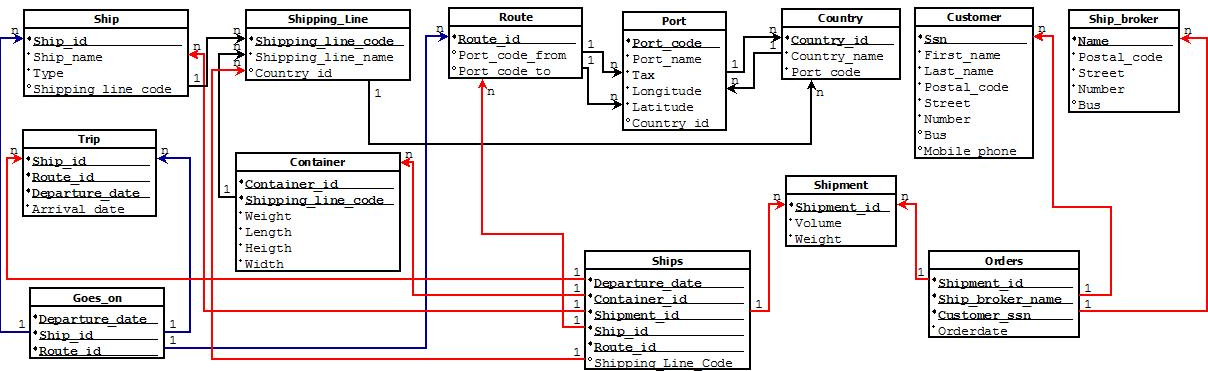 Ship
Ship_id
Ship_name
Type
Shipping_line_code
Shipping_Line
Shipping_line_code
Shipping_line_name
Country_id
Route
Route_id
Port_code_from
Port_code_to
Port
Port_code
Port_name
Tax
Longitude
Latitude
Country_id
Country
Country_id
Country_name
Port_code
Customer
Ssn
First_name
Last_name
Postal_code
Street
Number
Bus
Mobile_phone
Ship_broker
Name
Postal_code
Street
Number
Bus
Trip
Ship_id
Route_id
Departure_date
Arrival_date
Container
Container_id
Shipping_line_code
Weight
Length
Heigth
Width
Shipment
Shipment_id
Volume
Weight
Goes_on
Departure_date
Ship_id
Route_id
Ships
Departure_date
Container_id
Shipment_id
Ship_id
Route_id
Shipping_Line_Code
Orders
Shipment_id
Ship_broker_name
Customer_ssn
Orderdate
n
n
1
n
n
n
1
n
1
1
n
n
n
1
n
1
n
n
n
n
n
n
1
n
n
n
1
1
1
1
1
1
1
1
1
1
1
1